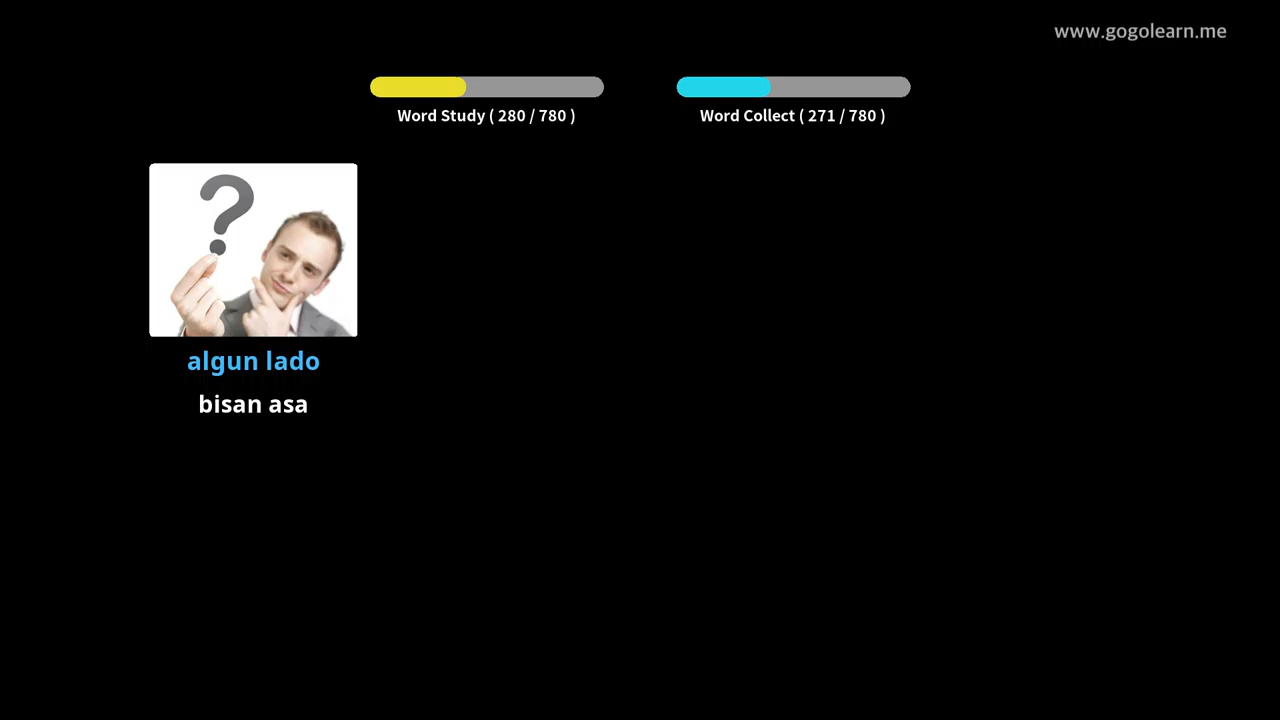 www.gogolearn.me
Word Study ( 280 / 780 )
Word Collect ( 271 / 780 )
?
algun lado
bisan asa